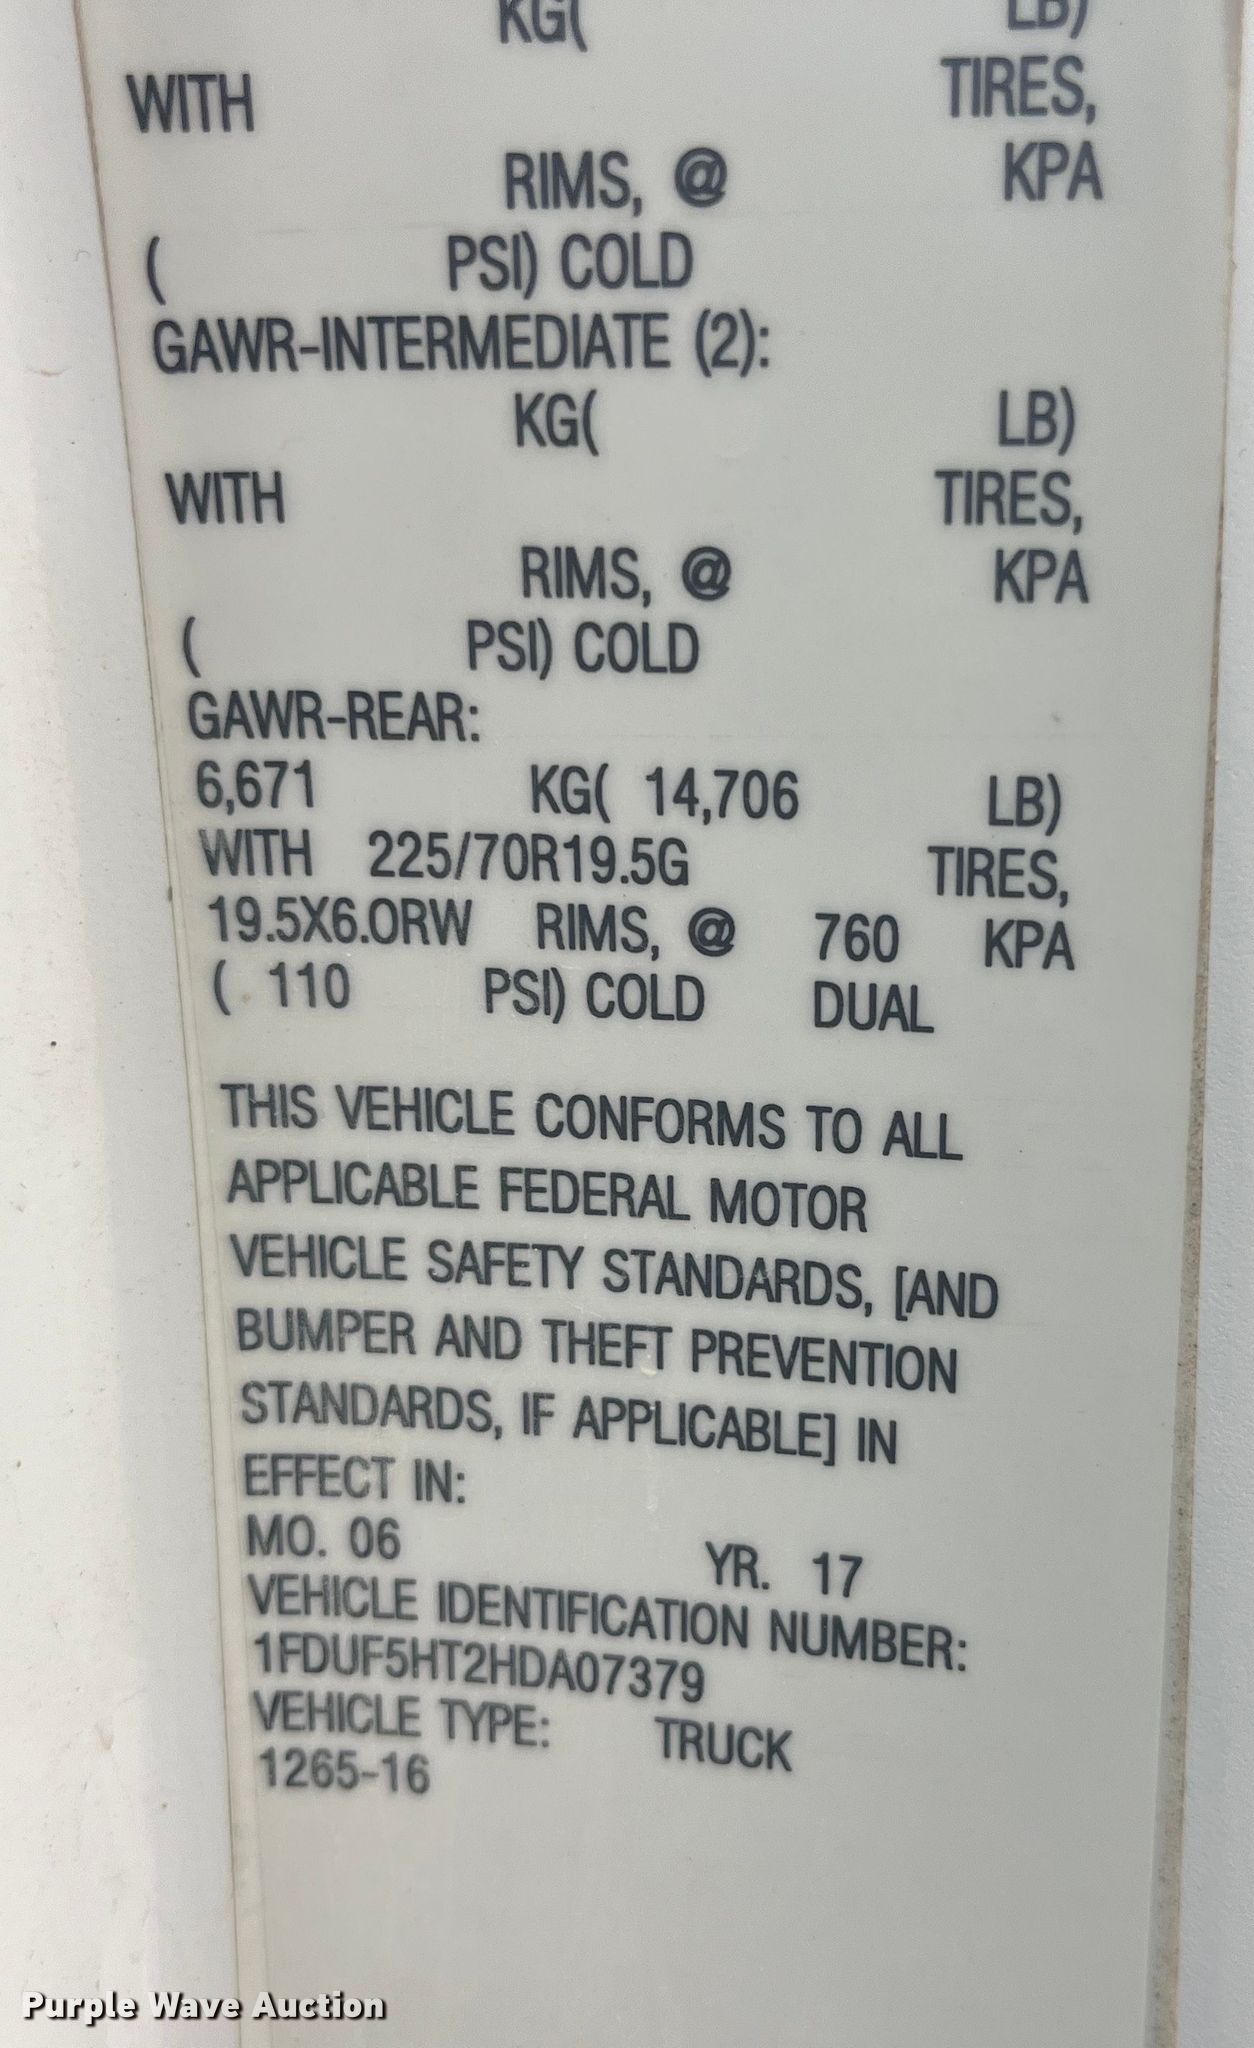 KG( LB)
WITH TIRES,
RIMS, @ KPA
( PSI) COLD
GAWR-INTERMEDIATE (2):
KG( LB)
WITH TIRES,
RIMS, @ KPA
( PSI) COLD
GAWR-REAR:
6,671 KG( 14,706 LB)
WITH 225/70R19.5G TIRES,
19.5X6.0RW RIMS, @ 760 KPA
( 110 PSI) COLD DUAL
THIS VEHICLE CONFORMS TO ALL
APPLICABLE FEDERAL MOTOR
VEHICLE SAFETY STANDARDS, [AND
BUMPER AND THEFT PREVENTION
STANDARDS, IF APPLICABLE] IN
EFFECT IN:
MO. 06 YR. 17
VEHICLE IDENTIFICATION NUMBER:
1FDUF5HT2HDA07379
VEHICLE TYPE: TRUCK
1265-16
Purple Wave Auction